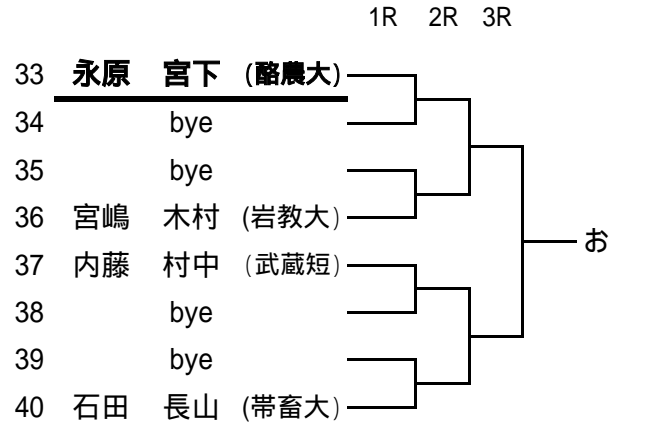 1R 2R 3R
33 永原 宮下 (酪農大)
34 bye
35 bye
36 宮嶋 木村 (岩教大)
お
37 内藤 村中 (武蔵短)
38 bye
39 bye
40 石田 長山 (帯畜大)